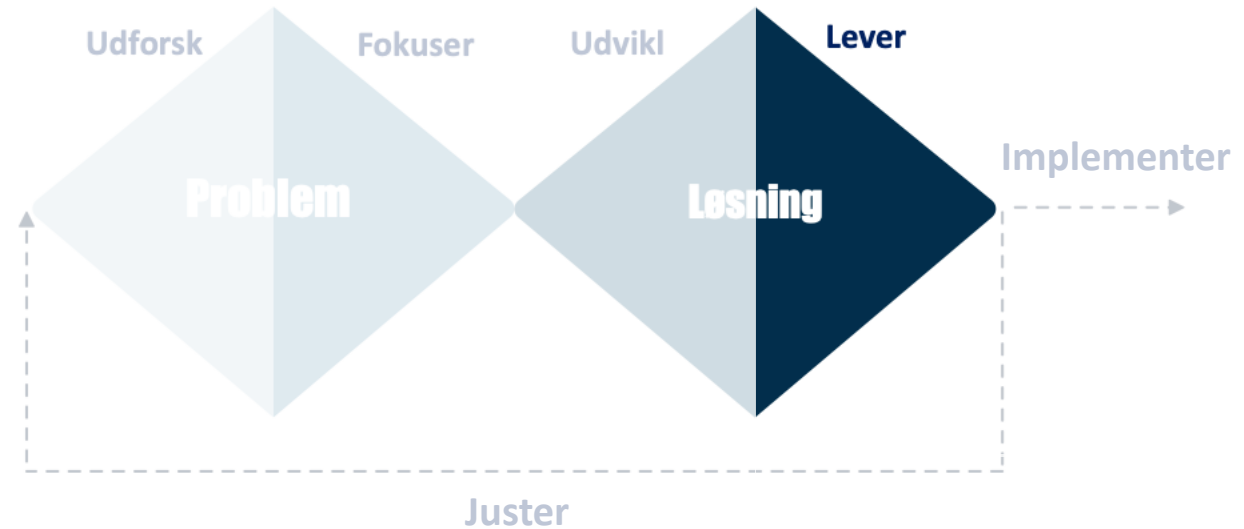 Udforsk
Fokuser
Udvikl
Lever
Problem
Løsning
Implementer
Juster